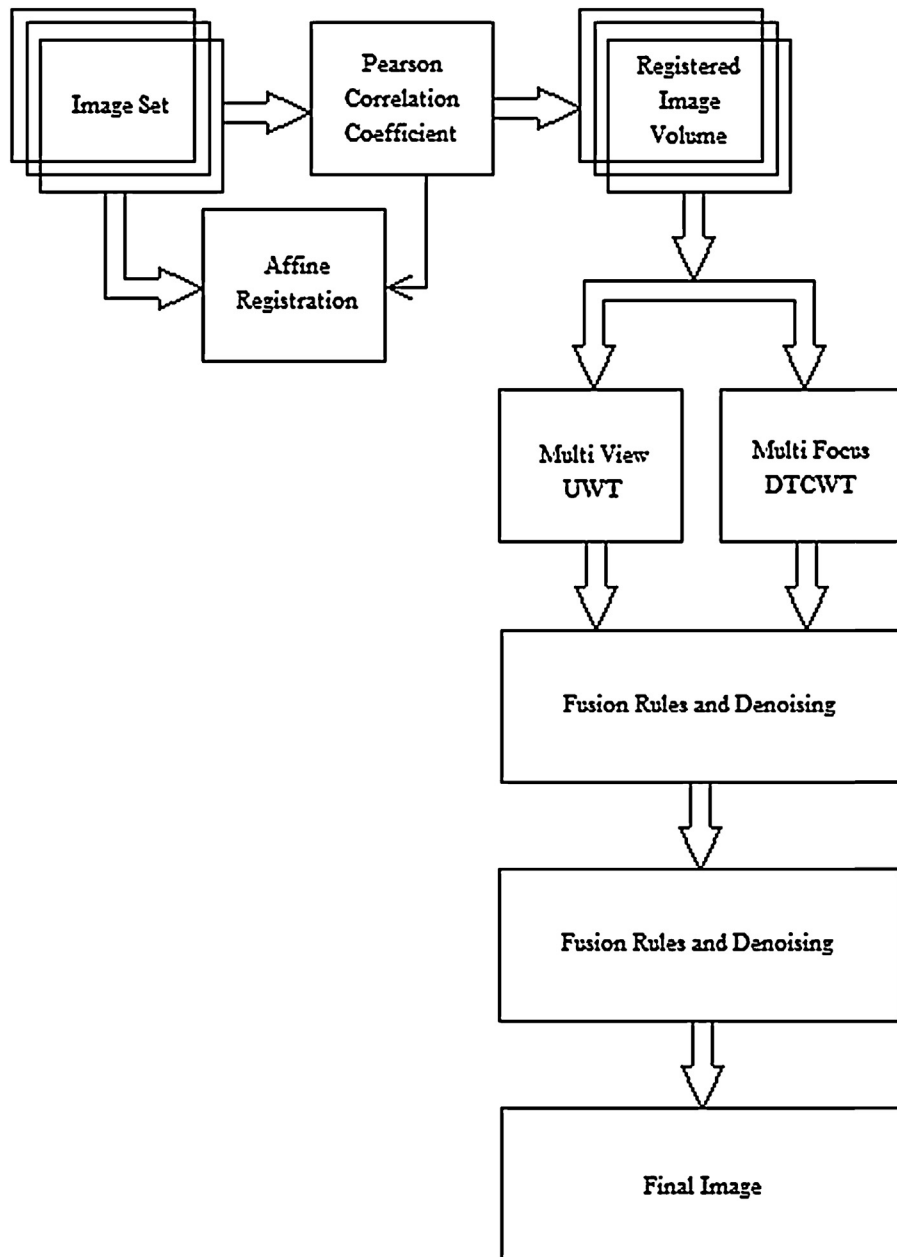 Image Set
Pearson
Correlation
Coefficient
Registered
Image
Volume
Affine
Registration
Multi View
UWT
Multi Focus
DTCWT
Fusion Rules and Denoising
Fusion Rules and Denoising
Final Image